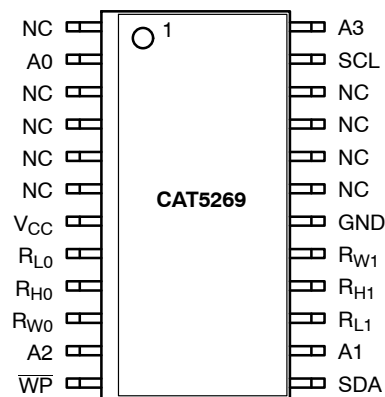 NC 1 A3
A0 SCL
NC NC
NC NC
NC NC
NC NC
CAT5269
VCC GND
RL0 RW1
RH0 RH1
RW0 RL1
A2 A1
W̅P̅ SDA